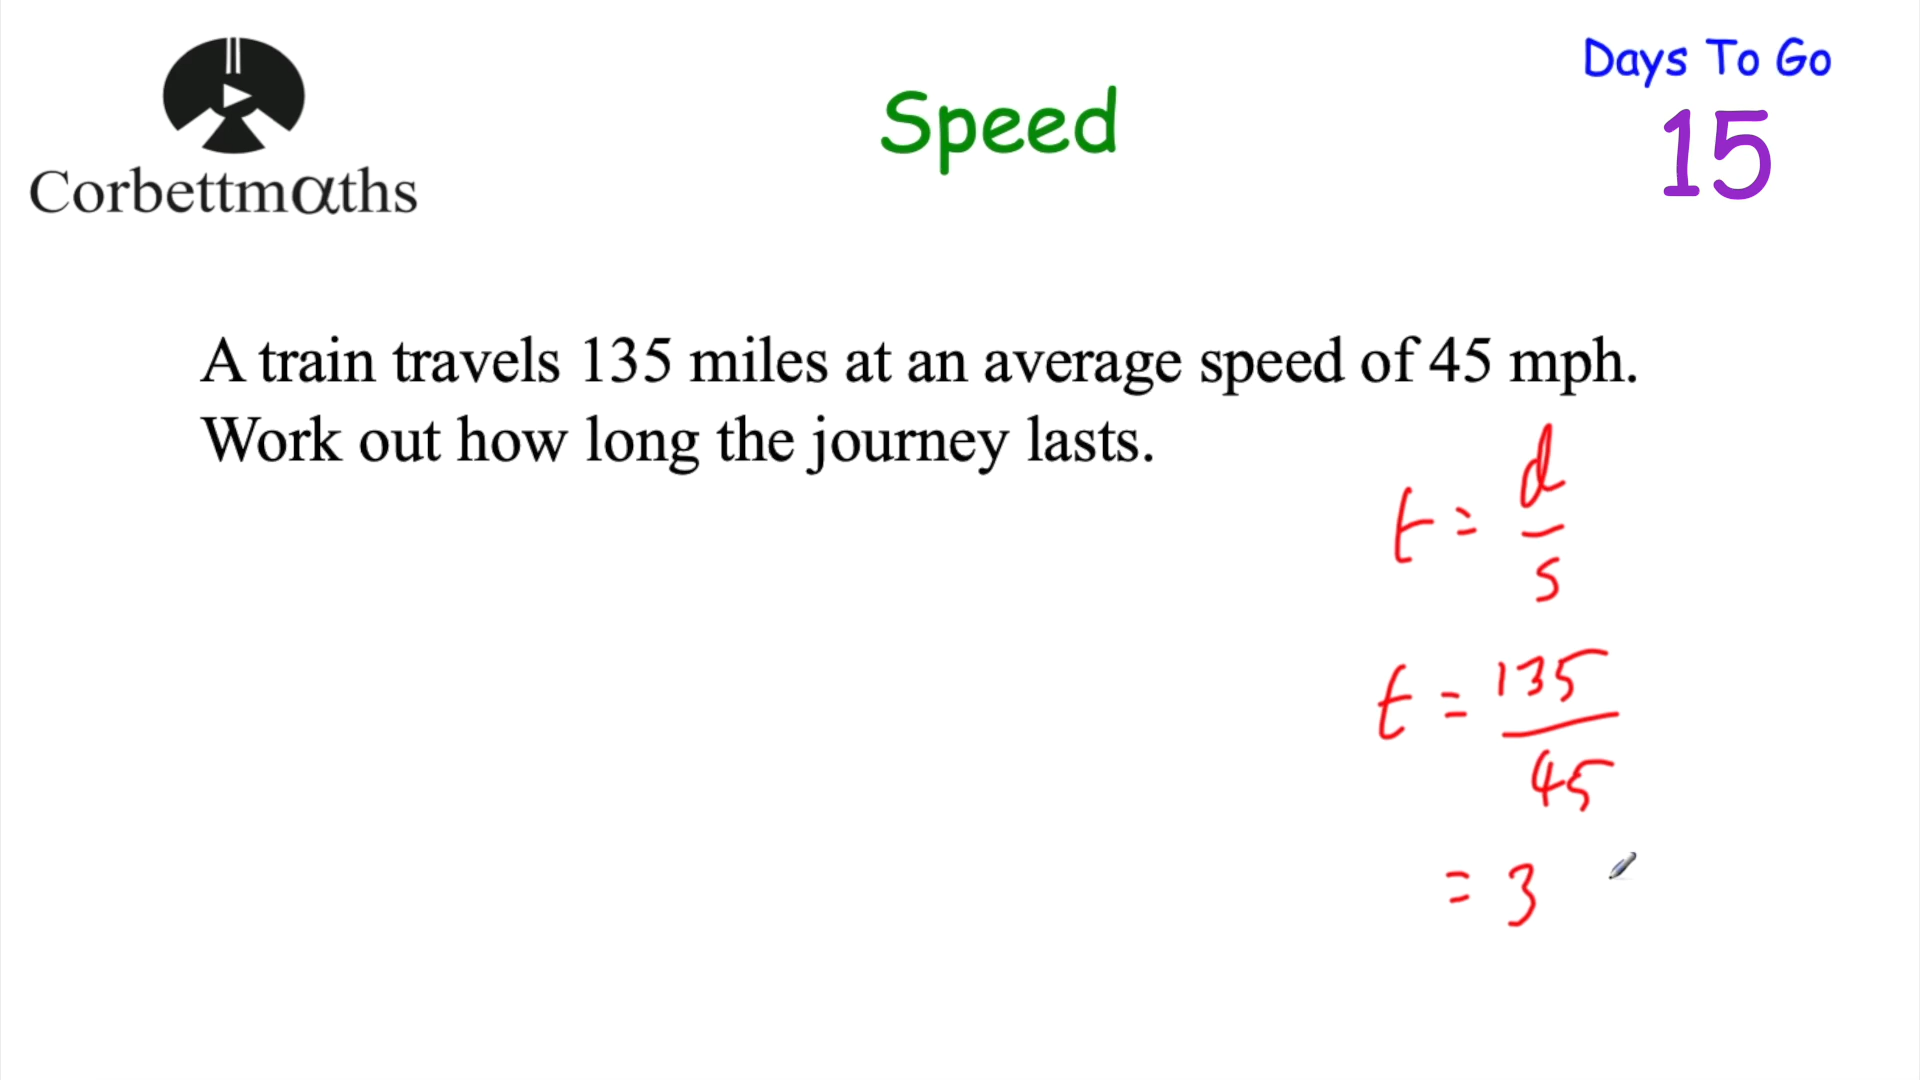 Corbettmαths
Speed
Days To Go
15
A train travels 135 miles at an average speed of 45 mph.
Work out how long the journey lasts.
t = d
s
t = 135
45
= 3